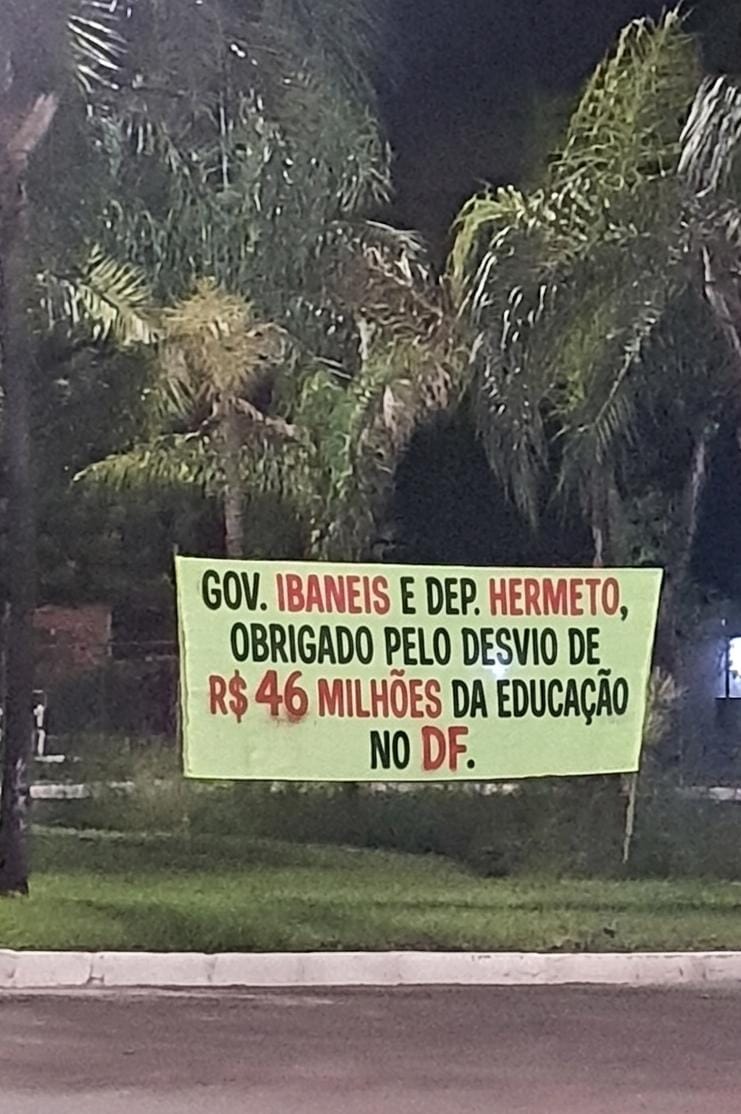 GOV. IBANEIS E DEP. HERMETO,
OBRIGADO PELO DESVIO DE
R$ 46 MILHÕES DA EDUCAÇÃO
NO DF.